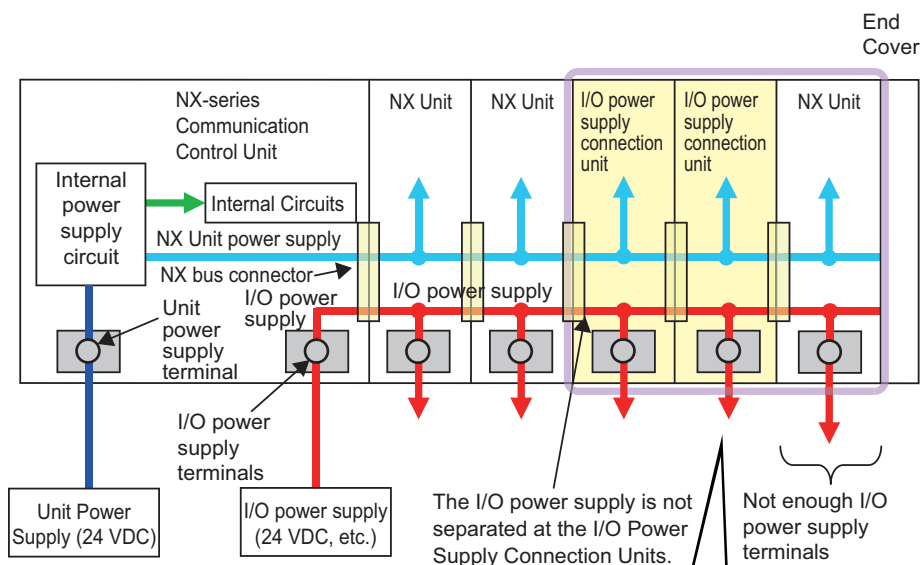 End
Cover
NX-series
Communication
Control Unit
NX Unit
NX Unit
I/O power
supply
connection
unit
I/O power
supply
connection
unit
NX Unit
Internal
power
supply
circuit
Internal Circuits
NX Unit power supply
NX bus connector
I/O power
supply
I/O power supply
Unit
power
supply
terminal
I/O power
supply
terminals
Unit Power
Supply (24 VDC)
I/O power supply
(24 VDC, etc.)
The I/O power supply is not
separated at the I/O Power
Supply Connection Units.
Not enough I/O
power supply
terminals